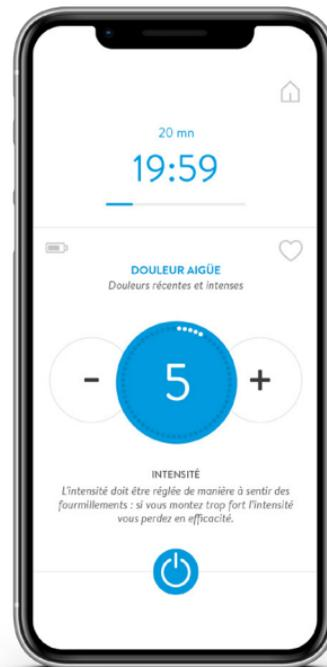 20 mn
19:59
DOULEUR AIGÜE
Douleurs récentes et intenses
-
5
+
INTENSITÉ
L'intensité doit être réglée de manière à sentir des
fourmillements : si vous montez trop fort l'intensité
vous perdez en efficacité.